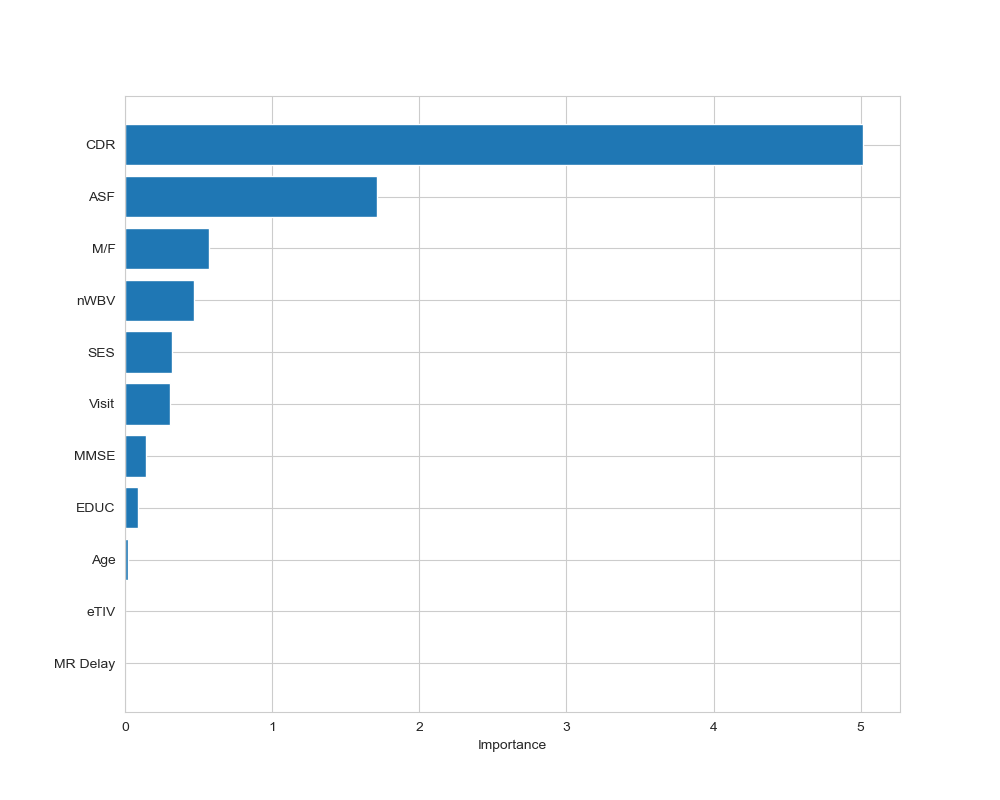 CDR
ASF
M/F
nWBV
SES
Visit
MMSE
EDUC
Age
eTIV
MR Delay
0 1 2 3 4 5
Importance